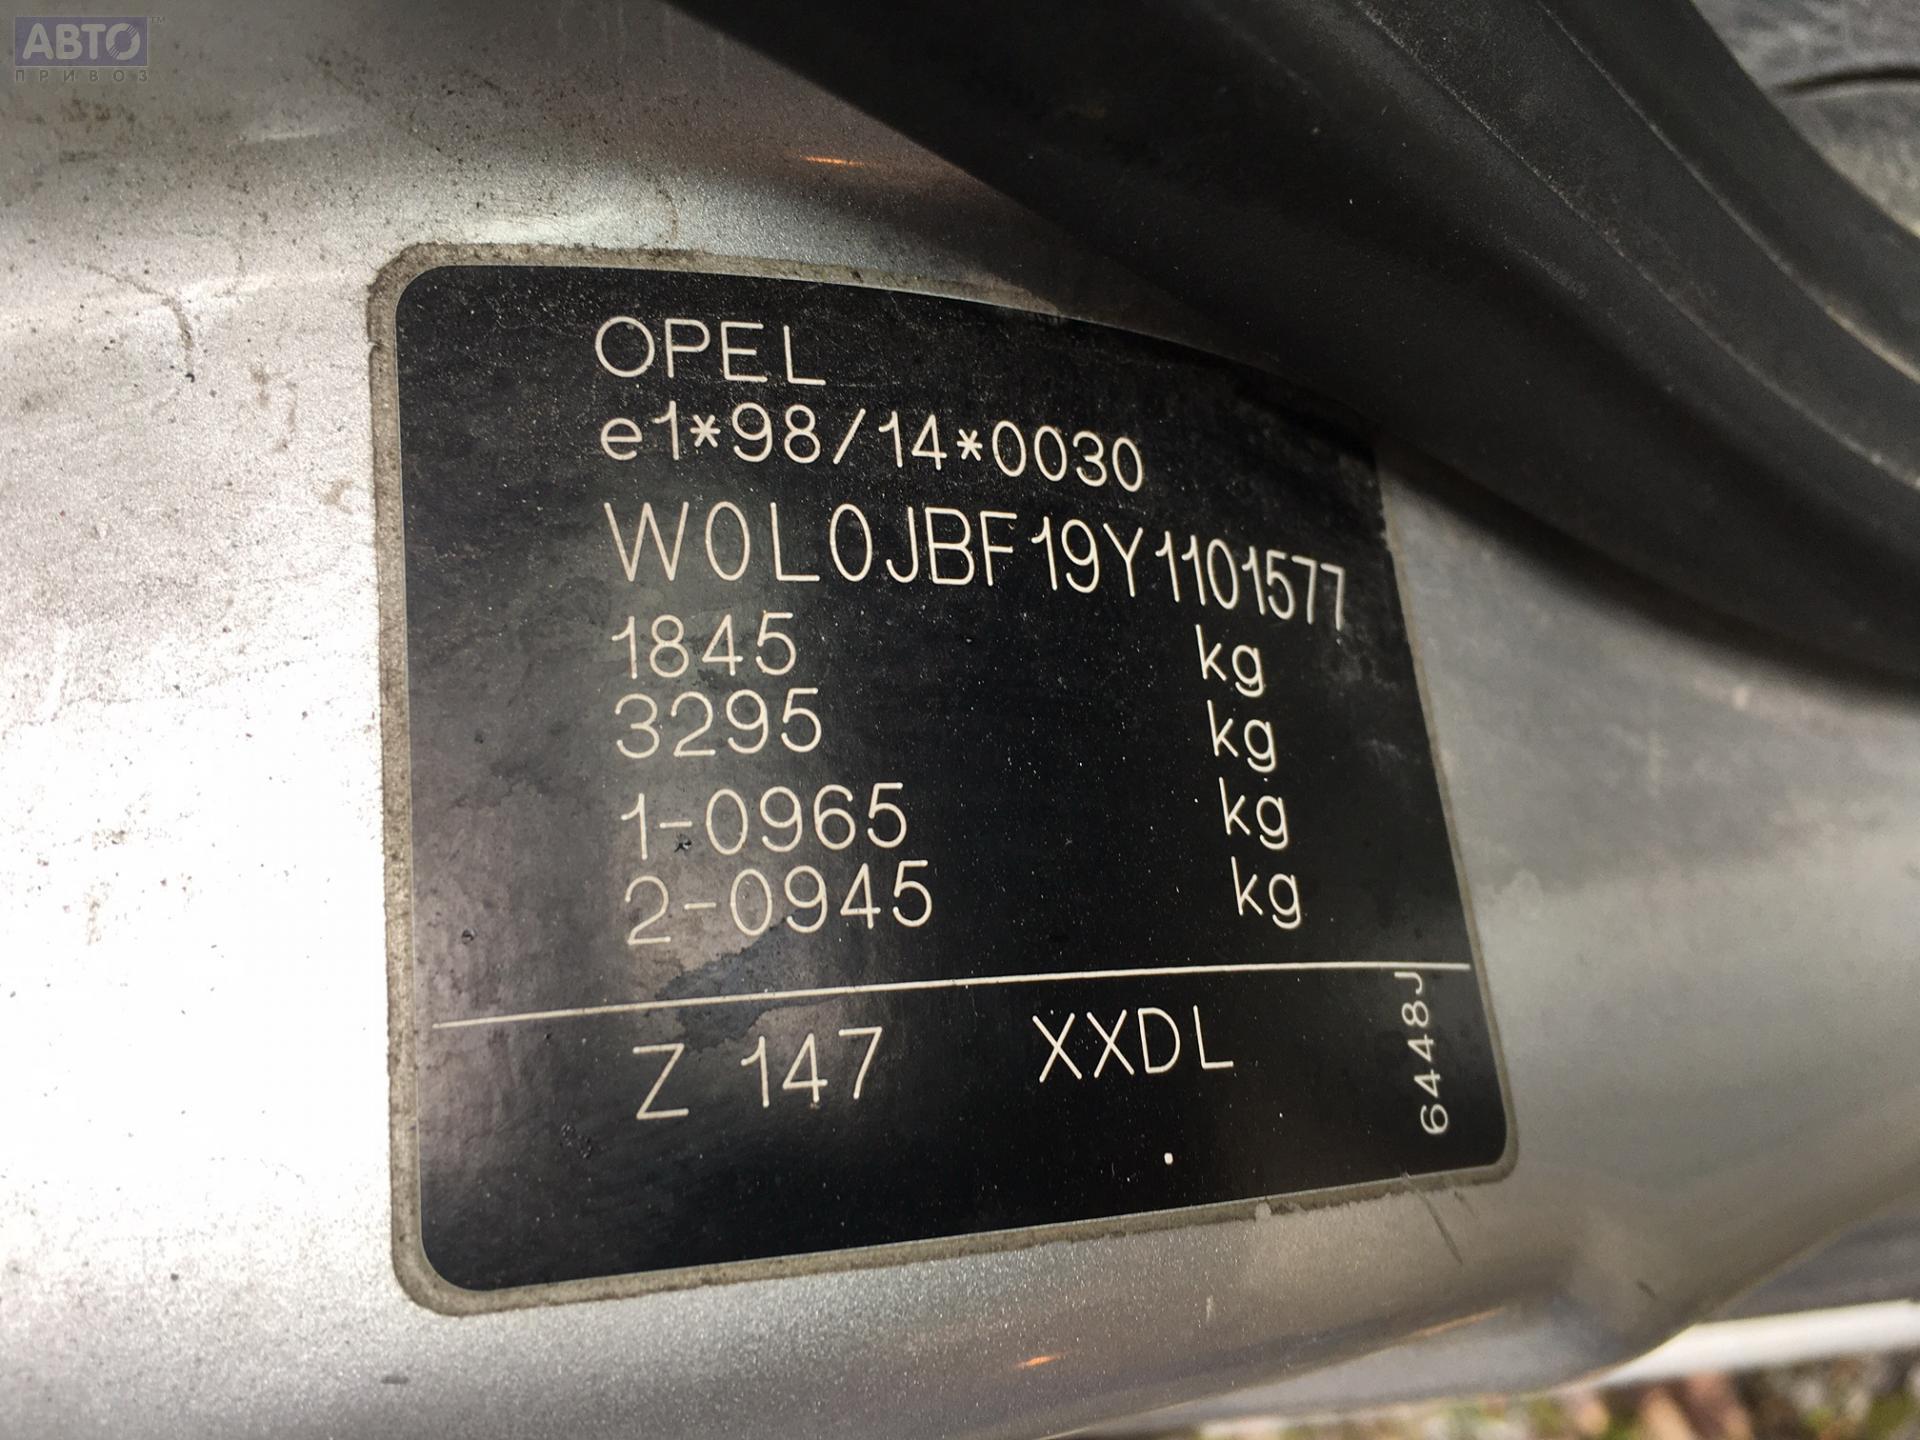 АВТО
ПРИВОЗ
OPEL
e1*98/14*0030
W0L0JBF19Y1101577
1845 kg
3295 kg
1-0965 kg
2-0945 kg
Z 147 XXDL
6448J